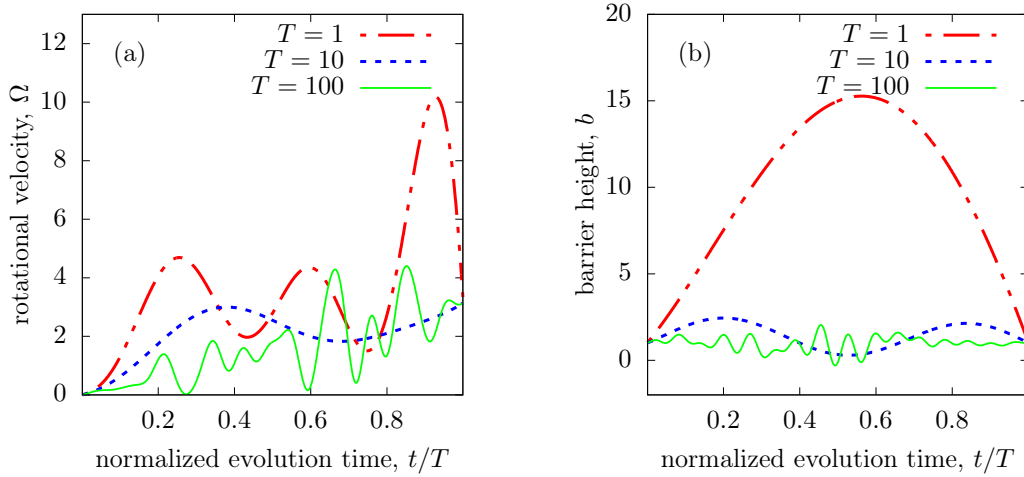 (a)
T = 1
T = 10
T = 100
rotational velocity, Ω
12
10
8
6
4
2
0
0.2 0.4 0.6 0.8
normalized evolution time, t/T
(b)
T = 1
T = 10
T = 100
barrier height, b
20
15
10
5
0
0.2 0.4 0.6 0.8
normalized evolution time, t/T